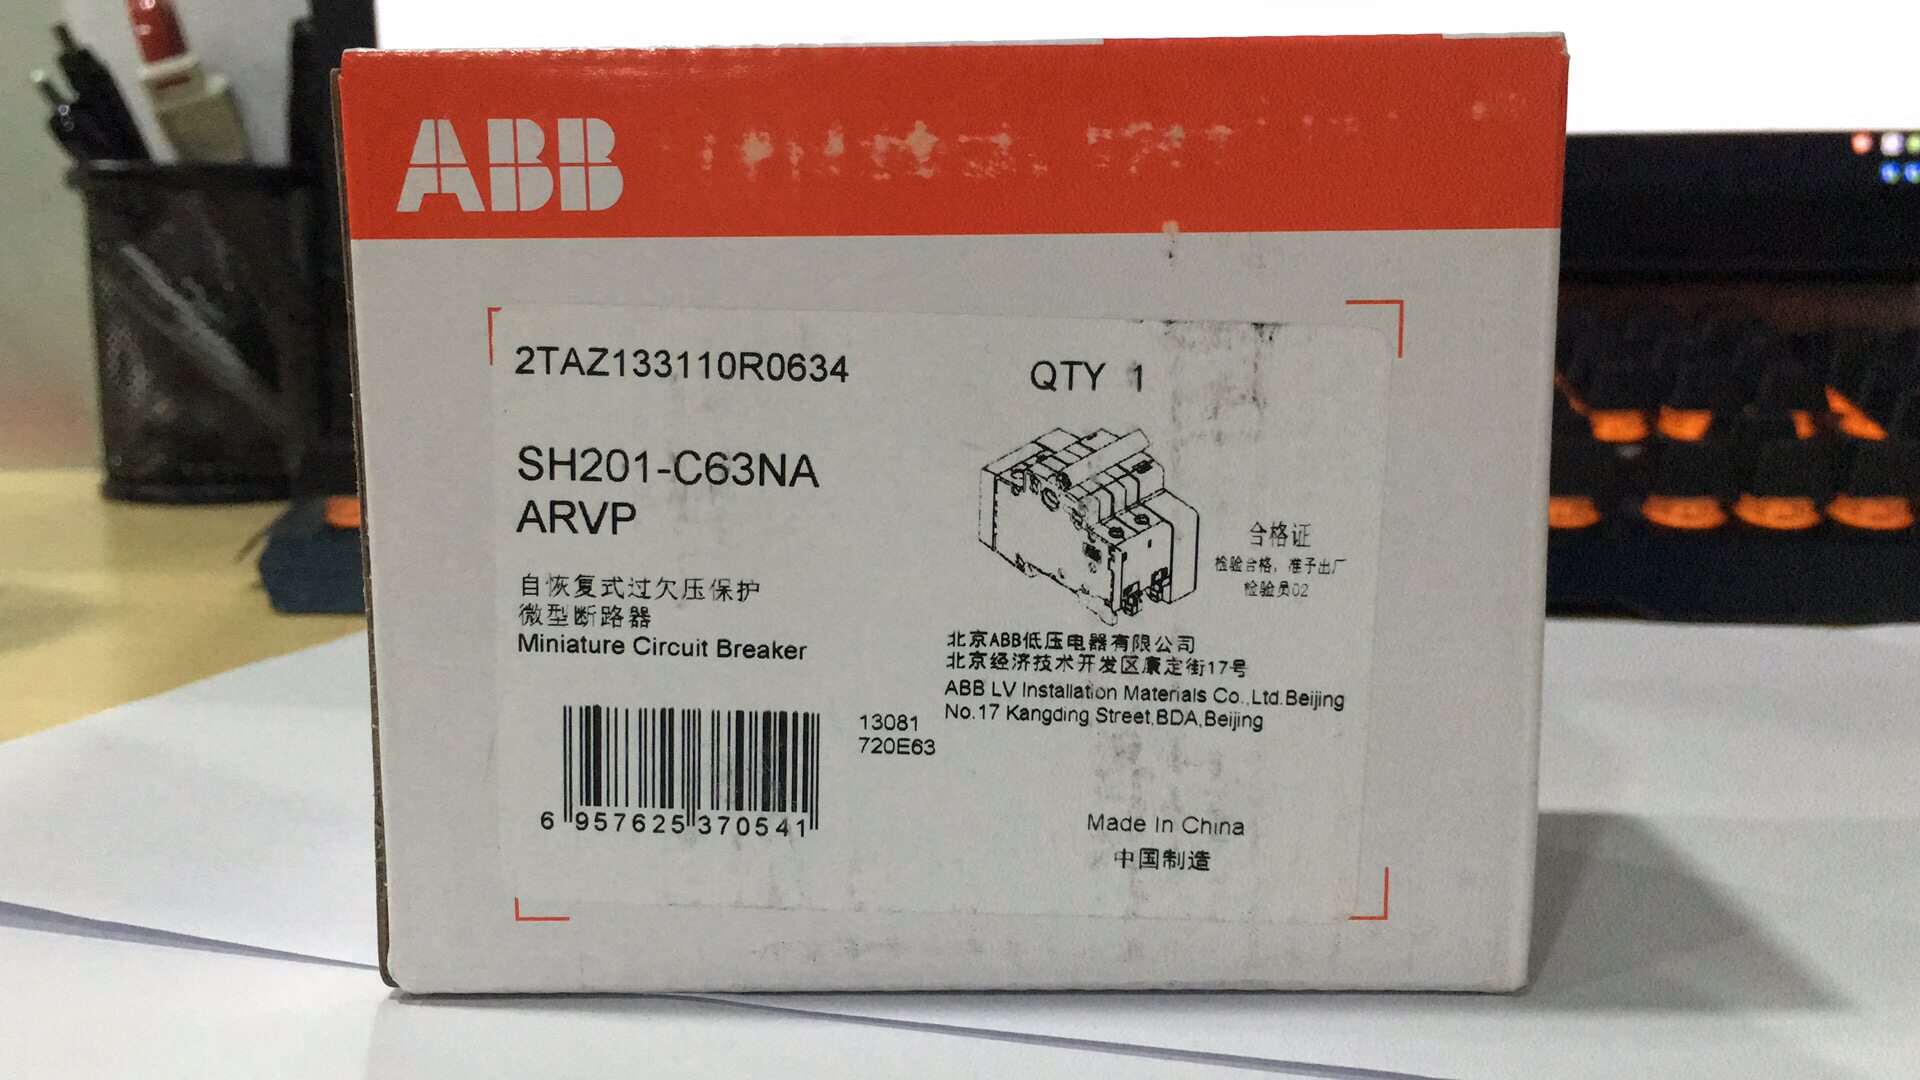 ABB
2TAZ133110R0634
QTY 1
SH201-C63NA
ARVP
自恢复式过欠压保护
微型断路器
Miniature Circuit Breaker
合格证
检验合格，准予出厂
检验员02
北京ABB低压电器有限公司
北京经济技术开发区康定街17号
ABB LV Installation Materials Co.,Ltd.Beijing
No.17 Kangding Street,BDA,Beijing
13081
720E63
6 957625 370541
Made In China
中国制造